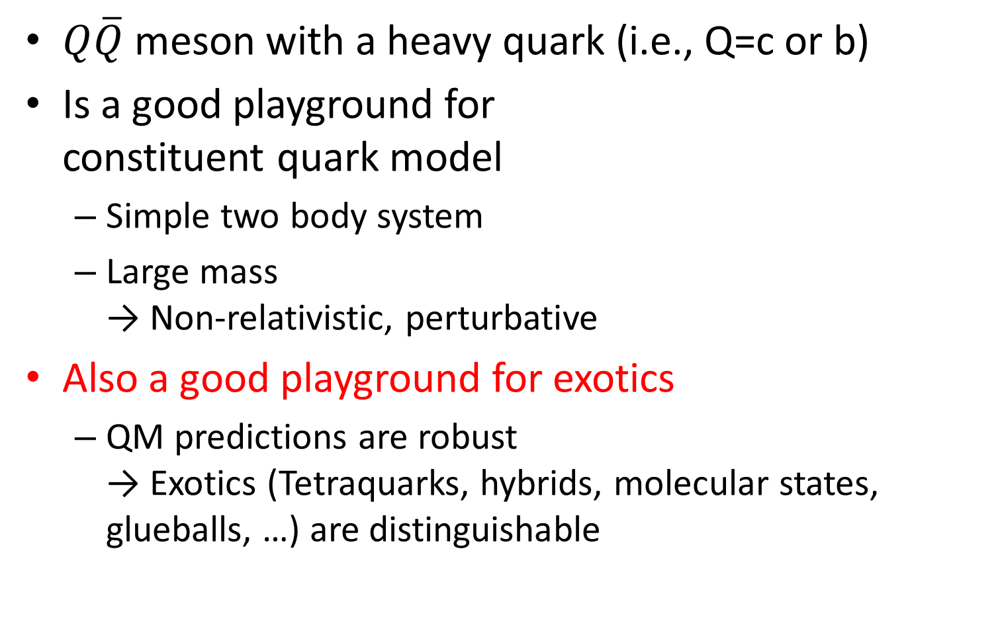 • QQ̄ meson with a heavy quark (i.e., Q=c or b)
• Is a good playground for
constituent quark model
– Simple two body system
– Large mass
→ Non-relativistic, perturbative
• Also a good playground for exotics
– QM predictions are robust
→ Exotics (Tetraquarks, hybrids, molecular states,
glueballs, …) are distinguishable